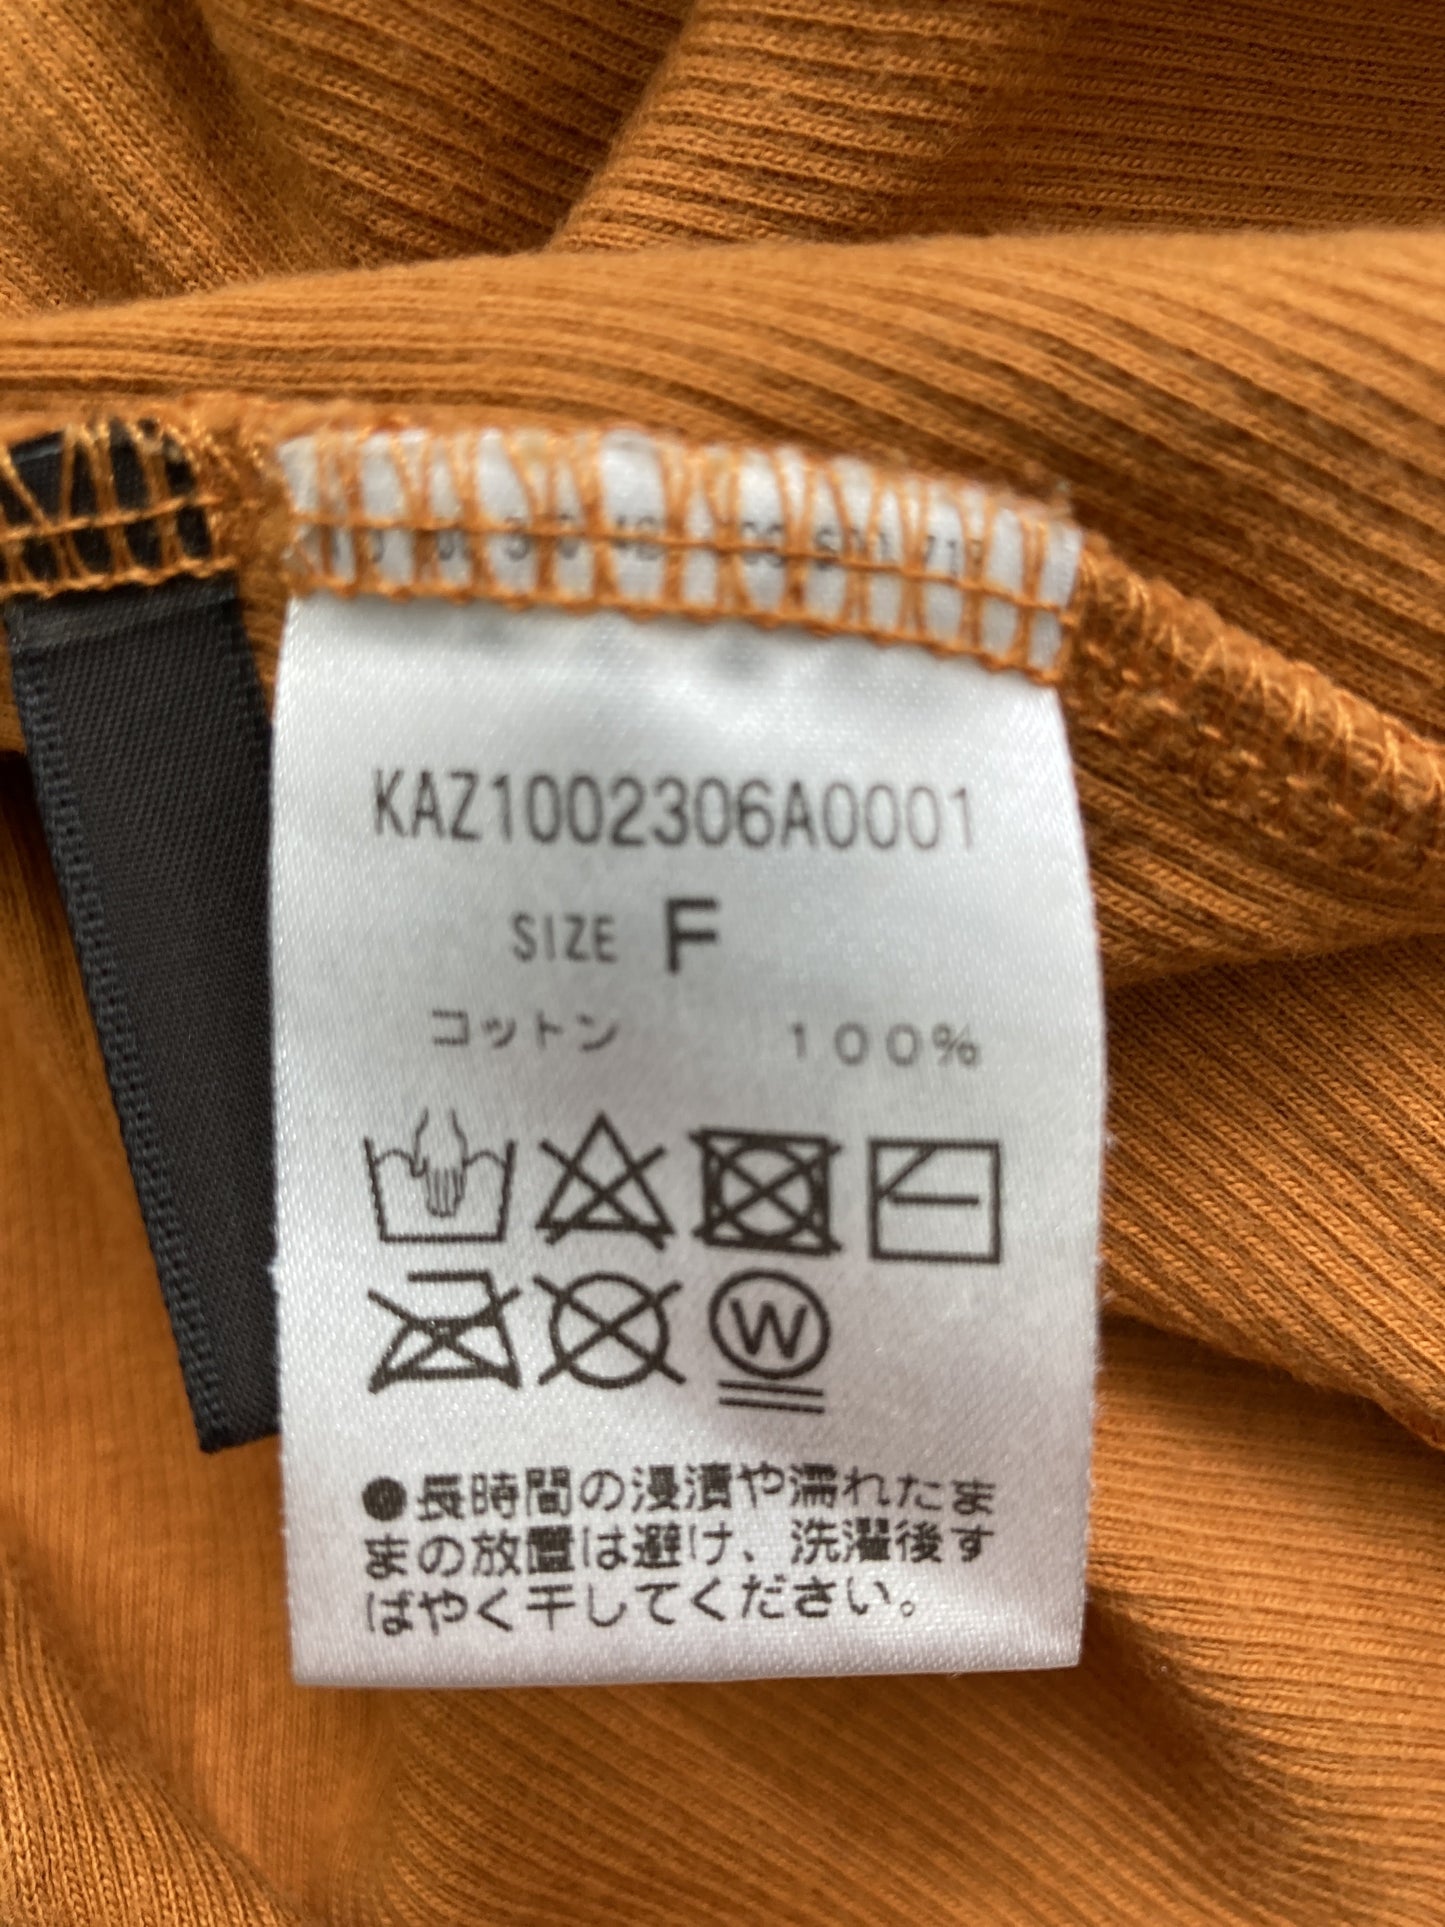 KAZ1002306A0001
SIZE F
コットン 100%
W
●長時間の浸漬や濡れたま
まの放置は避け、洗濯後す
ばやく干してください。